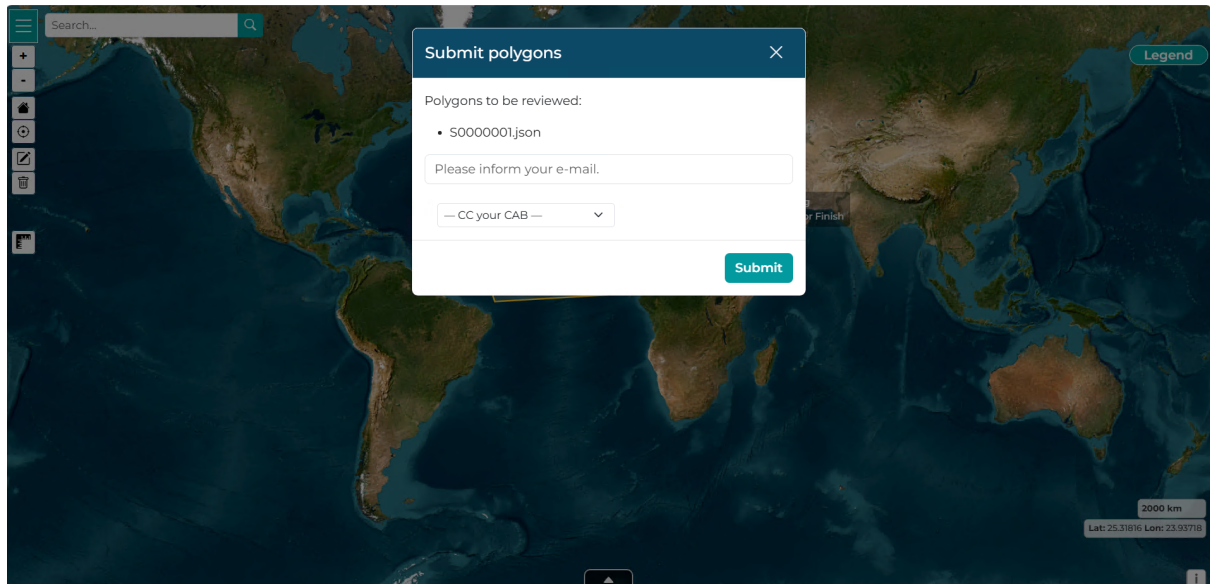 Search...
Submit polygons
Legend
+
-
Polygons to be reviewed:
• S0000001.json
Please inform your e-mail.
— CC your CAB —
or Finish
Submit
2000 km
Lat: 25.31816 Lon: 23.93718
i